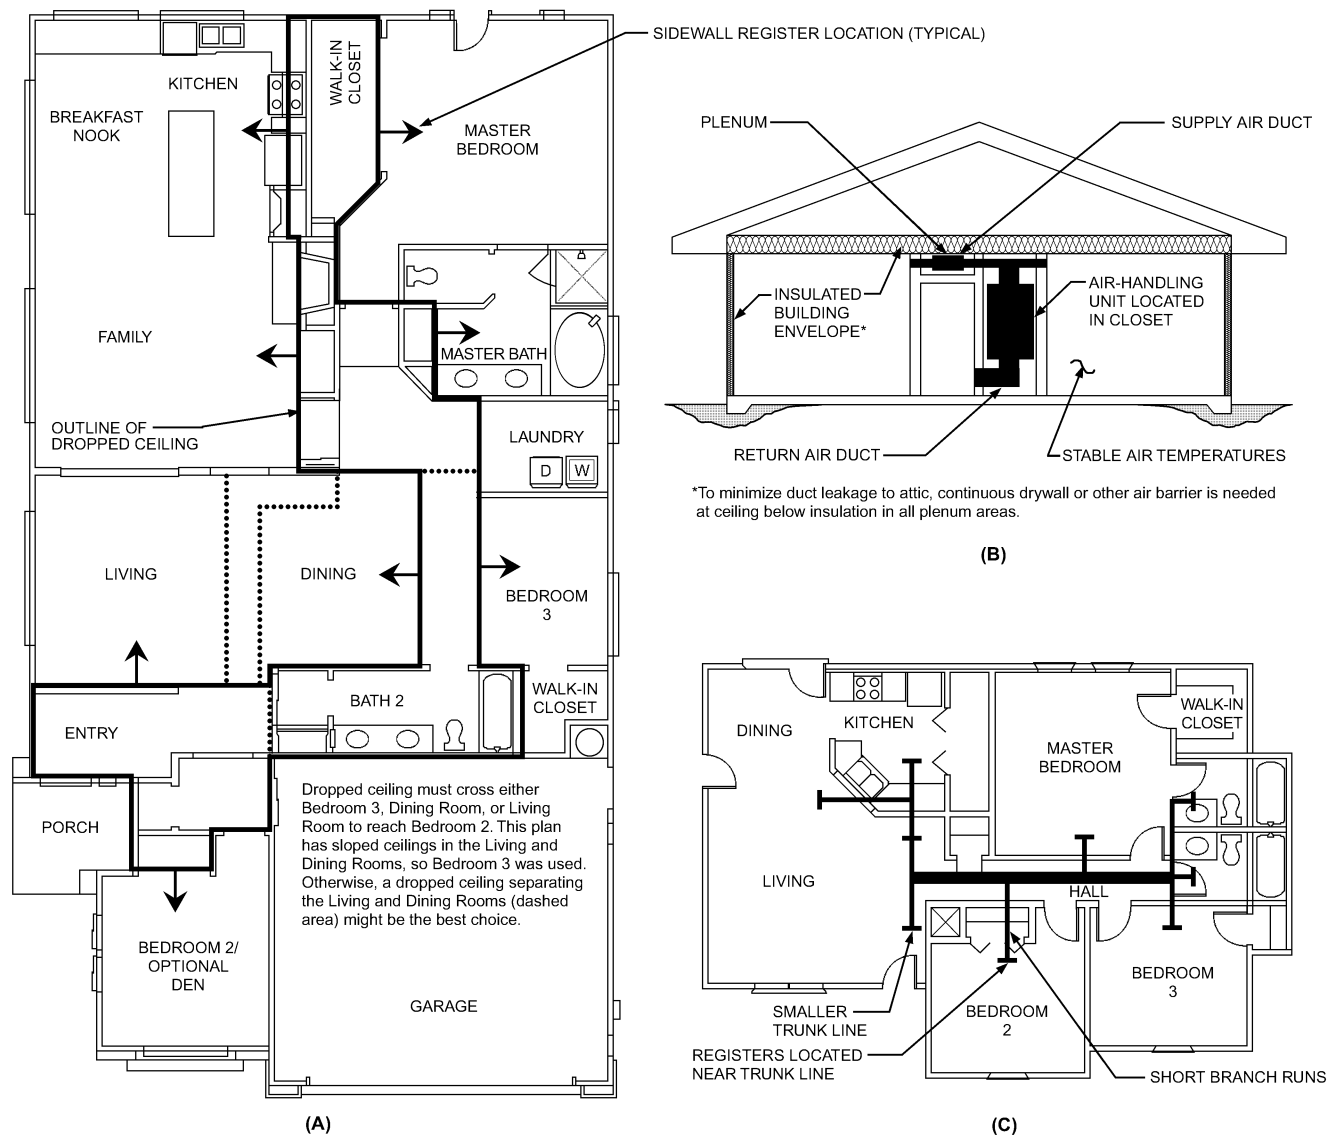 SIDEWALL REGISTER LOCATION (TYPICAL)
WALK-IN
CLOSET
KITCHEN
BREAKFAST
NOOK
MASTER
BEDROOM
FAMILY
MASTER BATH
OUTLINE OF
DROPPED CEILING
LAUNDRY
D
W
LIVING
DINING
BEDROOM
3
WALK-IN
CLOSET
BATH 2
ENTRY
PORCH
Dropped ceiling must cross either
Bedroom 3, Dining Room, or Living
Room to reach Bedroom 2. This plan
has sloped ceilings in the Living and
Dining Rooms, so Bedroom 3 was used.
Otherwise, a dropped ceiling separating
the Living and Dining Rooms (dashed
area) might be the best choice.
BEDROOM 2/
OPTIONAL
DEN
GARAGE
(A)
PLENUM
SUPPLY AIR DUCT
INSULATED
BUILDING
ENVELOPE*
AIR-HANDLING
UNIT LOCATED
IN CLOSET
RETURN AIR DUCT
STABLE AIR TEMPERATURES
*To minimize duct leakage to attic, continuous drywall or other air barrier is needed
at ceiling below insulation in all plenum areas.
(B)
DINING
KITCHEN
MASTER
BEDROOM
WALK-IN
CLOSET
LIVING
HALL
BEDROOM
3
BEDROOM
2
SMALLER
TRUNK LINE
REGISTERS LOCATED
NEAR TRUNK LINE
SHORT BRANCH RUNS
(C)